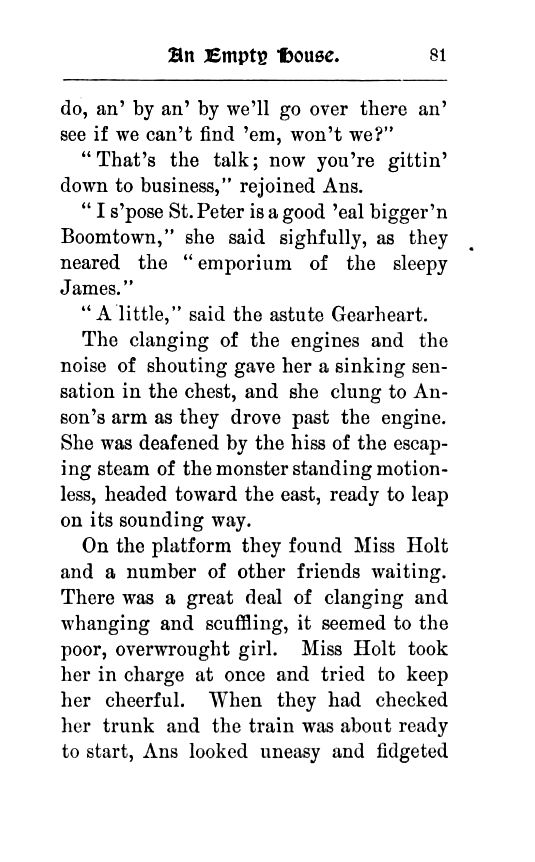 An Empty House. 81
do, an' by an' by we'll go over there an'
see if we can't find 'em, won't we?"
"That's the talk; now you're gittin'
down to business," rejoined Ans.
"I s'pose St. Peter is a good 'eal bigger'n
Boomtown," she said sighfully, as they
neared the "emporium of the sleepy
James."
"A little," said the astute Gearheart.
The clanging of the engines and the
noise of shouting gave her a sinking sen-
sation in the chest, and she clung to An-
son's arm as they drove past the engine.
She was deafened by the hiss of the escap-
ing steam of the monster standing motion-
less, headed toward the east, ready to leap
on its sounding way.
On the platform they found Miss Holt
and a number of other friends waiting.
There was a great deal of clanging and
whanging and scuffling, it seemed to the
poor, overwrought girl. Miss Holt took
her in charge at once and tried to keep
her cheerful. When they had checked
her trunk and the train was about ready
to start, Ans looked uneasy and fidgeted